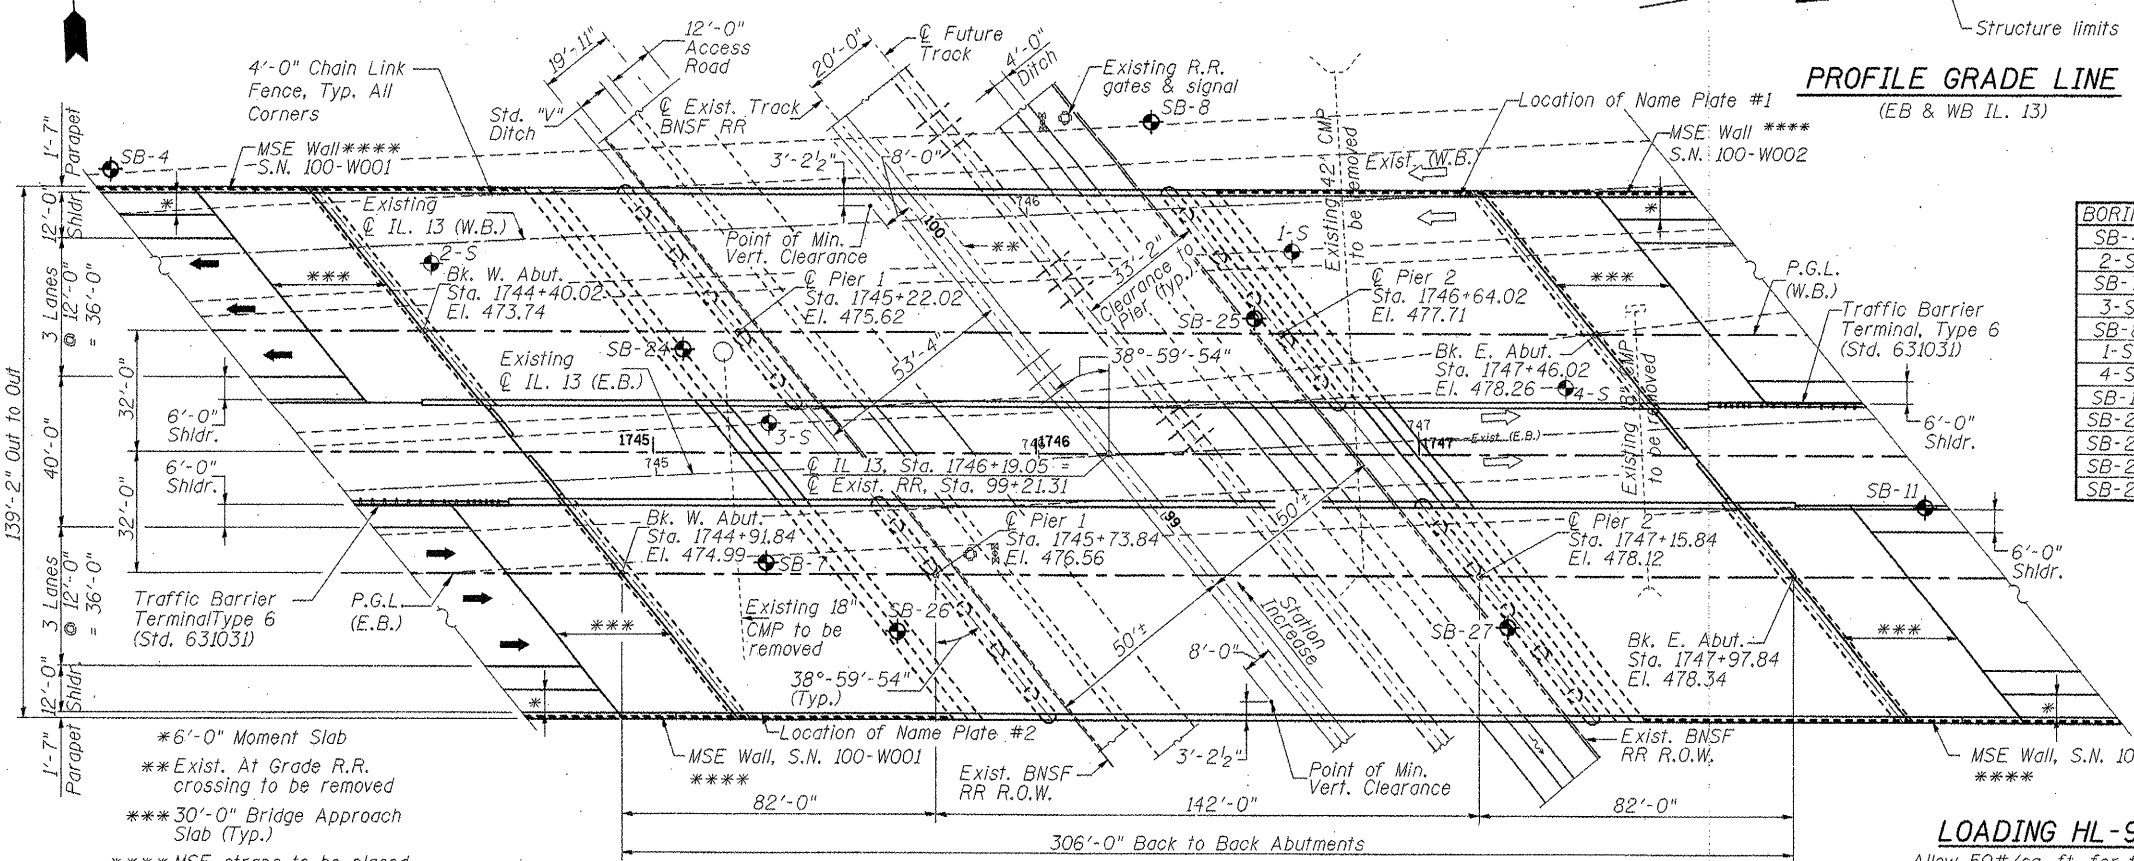 Structure limits
PROFILE GRADE LINE
(EB & WB IL. 13)
19'-11"
12'-0"
Access
Road
20'-0"
℄ Future
Track
4'-0"
Ditch
Existing R.R.
gates & signal
SB-8
Location of Name Plate #1
4'-0" Chain Link
Fence, Typ. All
Corners
Std. "V"
Ditch
℄ Exist. Track
BNSF RR
MSE Wall ****
S.N. 100-W002
1'-7"
Parapet
SB-4
MSE Wall ****
S.N. 100-W001
3'-2½"
8'-0"
Existing 42" CMP
to be removed
Exist. (W.B.)
12'-0"
Shldr.
*
Existing
℄ IL. 13 (W.B.)
2-S
Point of Min.
Vert. Clearance
100
746
**
33'-2"
Clearance to
Pier (typ.)
1-S
*
3 Lanes
@ 12'-0"
= 36'-0"
***
Bk. W. Abut.
Sta. 1744+40.02
El. 473.74
℄ Pier 1
Sta. 1745+22.02
El. 475.62
SB-25
℄ Pier 2
Sta. 1746+64.02
El. 477.71
***
P.G.L.
(W.B.)
Traffic Barrier
Terminal, Type 6
(Std. 631031)
SB-24
53'-4"
38°-59'-54"
Bk. E. Abut.
Sta. 1747+46.02
El. 478.26
4-S
Existing
℄ IL. 13 (E.B.)
139'-2" Out to Out
32'-0"
6'-0"
Shldr.
40'-0"
3-S
1745
745
1746
747
1747
Exist. (E.B.)
Existing 18" CMP
to be removed
6'-0"
Shldr.
6'-0"
Shldr.
32'-0"
℄ IL 13, Sta. 1746+19.05 =
℄ Exist. RR, Sta. 99+21.31
SB-11
99
50'±
Bk. W. Abut.
Sta. 1744+91.84
El. 474.99
SB-7
℄ Pier 1
Sta. 1745+73.84
El. 476.56
℄ Pier 2
Sta. 1747+15.84
El. 478.12
6'-0"
Shldr.
3 Lanes
@ 12'-0"
= 36'-0"
Traffic Barrier
TerminalType 6
(Std. 631031)
P.G.L.
(E.B.)
***
Existing 18"
CMP to be
removed
SB-26
38°-59'-54"
(Typ.)
50'±
Station
Increase
8'-0"
SB-27
Bk. E. Abut.
Sta. 1747+97.84
El. 478.34
***
12'-0"
Shldr.
*
1'-7"
Parapet
Location of Name Plate #2
MSE Wall, S.N. 100-W001
****
Exist. BNSF
RR R.O.W.
3'-2½"
Point of Min.
Vert. Clearance
Exist. BNSF
RR R.O.W.
*
MSE Wall, S.N. 10
****
* 6'-0" Moment Slab
** Exist. At Grade R.R.
crossing to be removed
*** 30'-0" Bridge Approach
Slab (Typ.)
**** MSE straps to be placed
82'-0"
142'-0"
82'-0"
306'-0" Back to Back Abutments
BORI
SB-
2-S
SB-
3-S
SB-8
1-S
4-S
SB-1
SB-2
SB-2
SB-2
SB-2
LOADING HL-9